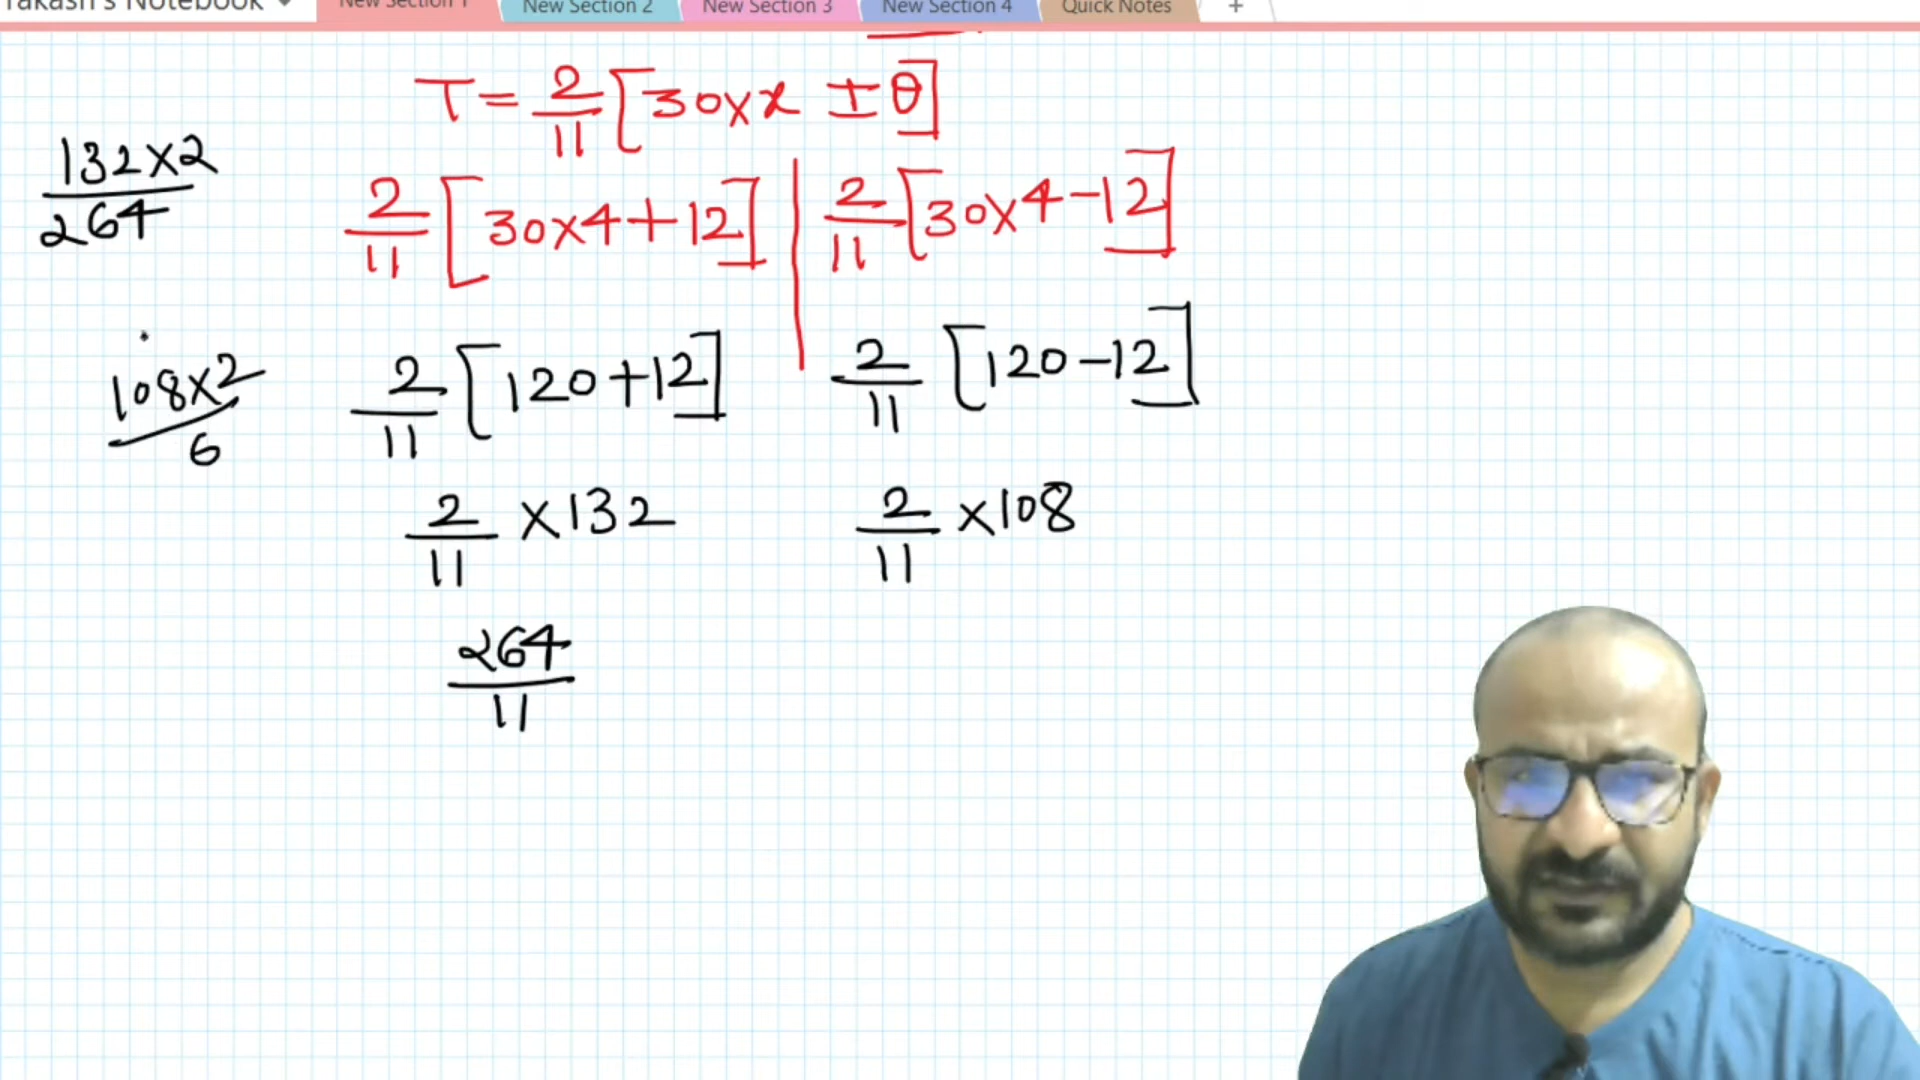 New Section 1 New Section 2 New Section 3 New Section 4 Quick Notes +
T = 2/11 [30 x x ± θ]
132 x 2
264
2/11 [30 x 4 + 12] | 2/11 [30 x 4 - 12]
108 x 2
6
2/11 [120 + 12] 2/11 [120 - 12]
2/11 x 132 2/11 x 108
264/11